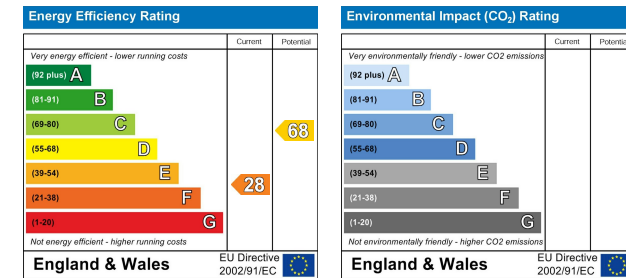 Energy Efficiency Rating
Current Potential
Very energy efficient - lower running costs
(92 plus) A
(81-91) B
(69-80) C
68
(55-68) D
(39-54) E
28
(21-38) F
(1-20) G
Not energy efficient - higher running costs
England & Wales
EU Directive
2002/91/EC
Environmental Impact (CO2) Rating
Current Potentia
Very environmentally friendly - lower CO2 emissions
(92 plus) A
(81-91) B
(69-80) C
(55-68) D
(39-54) E
(21-38) F
(1-20) G
Not environmentally friendly - higher CO2 emissions
England & Wales
EU Directive
2002/91/EC